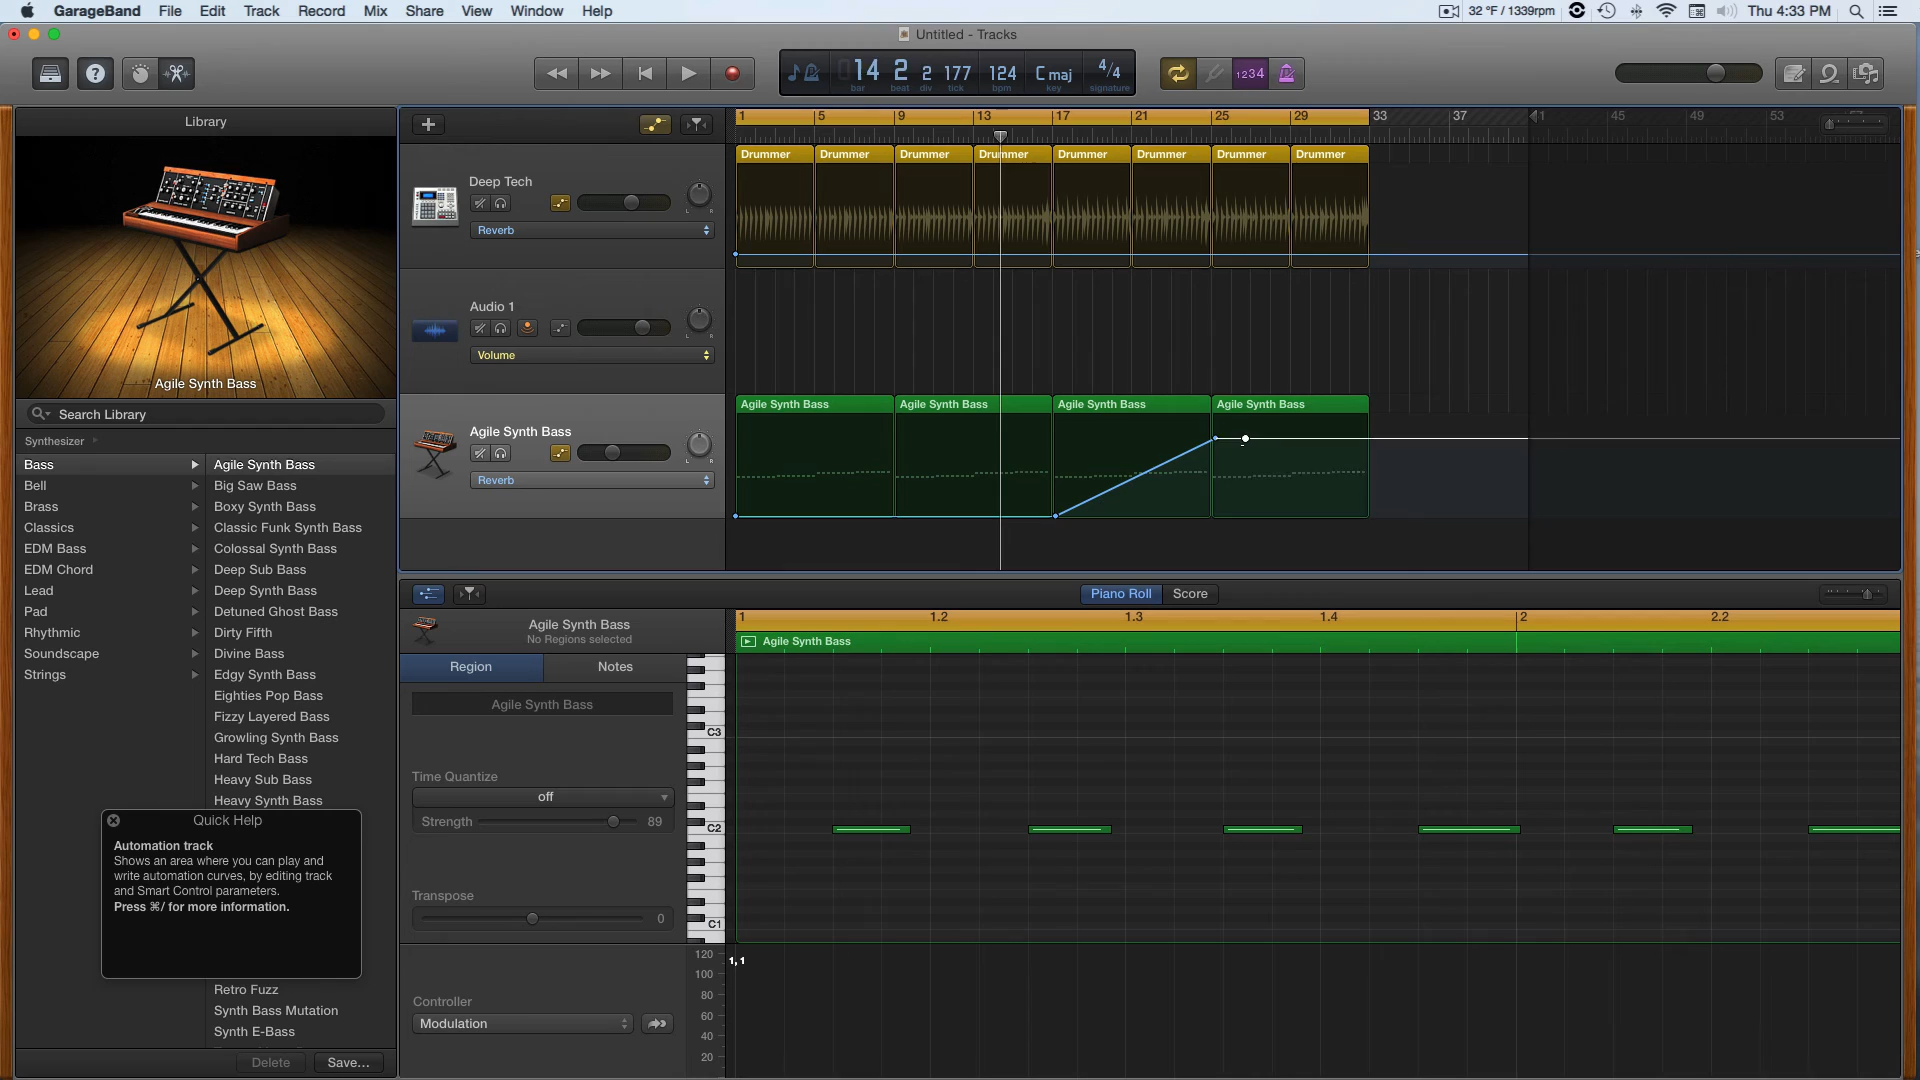 GarageBand File Edit Track Record Mix Share View Window Help
32 °F / 1339rpm Thu 4:33 PM
Untitled - Tracks
14 2 2 177 124 C maj 4/4
bar beat div tick bpm key signature
1234
Library
1 5 9 13 17 21 25 29 33 37 41 45 49 53
Drummer Drummer Drummer Drummer Drummer Drummer Drummer Drummer
Deep Tech
L R
Reverb
Audio 1
L R
Volume
Agile Synth Bass
Search Library
Agile Synth Bass Agile Synth Bass Agile Synth Bass Agile Synth Bass
Agile Synth Bass
L R
Reverb
Synthesizer
Bass Agile Synth Bass
Bell Big Saw Bass
Brass Boxy Synth Bass
Classics Classic Funk Synth Bass
EDM Bass Colossal Synth Bass
EDM Chord Deep Sub Bass
Lead Deep Synth Bass
Pad Detuned Ghost Bass
Rhythmic Dirty Fifth
Soundscape Divine Bass
Strings Edgy Synth Bass
Eighties Pop Bass
Fizzy Layered Bass
Growling Synth Bass
Hard Tech Bass
Heavy Sub Bass
Heavy Synth Bass
Quick Help
Automation track
Shows an area where you can play and
write automation curves, by editing track
and Smart Control parameters.
Press ⌘/ for more information.
Retro Fuzz
Synth Bass Mutation
Synth E-Bass
Delete Save...
Piano Roll Score
1 1.2 1.3 1.4 2 2.2
Agile Synth Bass
No Regions selected
Agile Synth Bass
Region Notes
Agile Synth Bass
C3
Time Quantize
off
Strength 89
C2
Transpose
0
C1
120
1, 1
100
80
60
40
20
Controller
Modulation